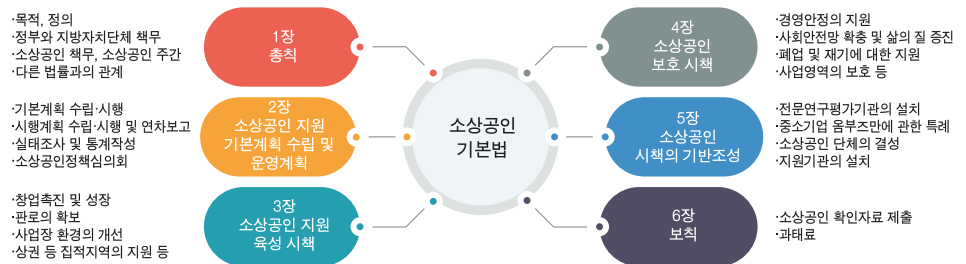 ·목적, 정의
·정부와 지방자치단체 책무
·소상공인 책무, 소상공인 주간
·다른 법률과의 관계
1장
총칙
·기본계획 수립·시행
·시행계획 수립·시행 및 연차보고
·실태조사 및 통계작성
·소상공인정책심의회
2장
소상공인 지원
기본계획 수립 및
운영계획
·창업촉진 및 성장
·판로의 확보
·사업장 환경의 개선
·상권 등 집적지역의 지원 등
3장
소상공인 지원
육성 시책
소상공인
기본법
4장
소상공인
보호 시책
·경영안정의 지원
·사회안전망 확충 및 삶의 질 증진
·폐업 및 재기에 대한 지원
·사업영역의 보호 등
5장
소상공인
시책의 기반조성
·전문연구평가기관의 설치
·중소기업 옴부즈만에 관한 특례
·소상공인 단체의 결성
·지원기관의 설치
6장
보칙
·소상공인 확인자료 제출
·과태료